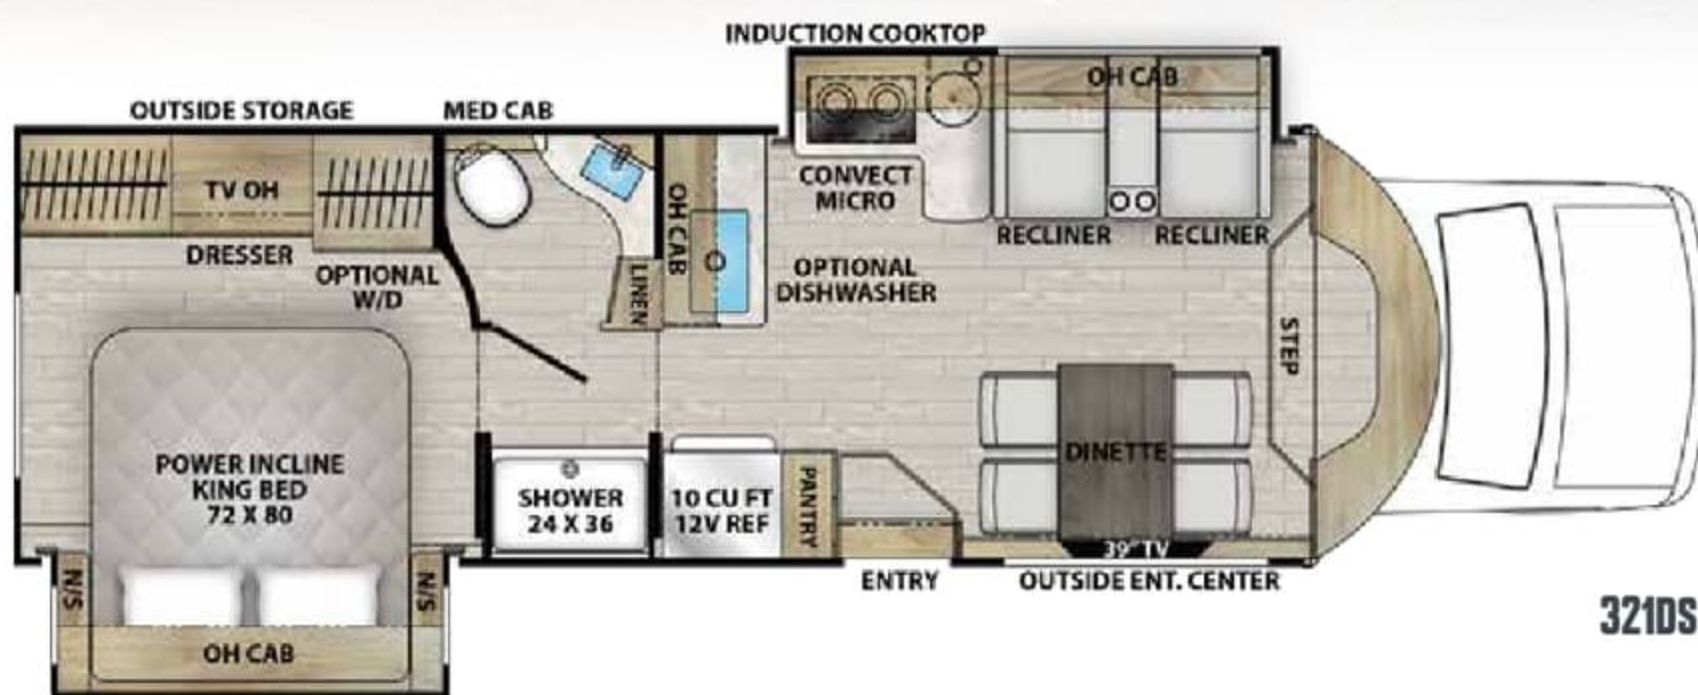 INDUCTION COOKTOP
OUTSIDE STORAGE
MED CAB
OH CAB
TV OH
CONVECT
MICRO
OH CAB
RECLINER
RECLINER
DRESSER
OPTIONAL
W/D
LINEN
OPTIONAL
DISHWASHER
STEP
POWER INCLINE
KING BED
72 X 80
SHOWER
24 X 36
10 CU FT
12V REF
PANTRY
DINETTE
39" TV
ENTRY
OUTSIDE ENT. CENTER
N/S
N/S
OH CAB
321DS